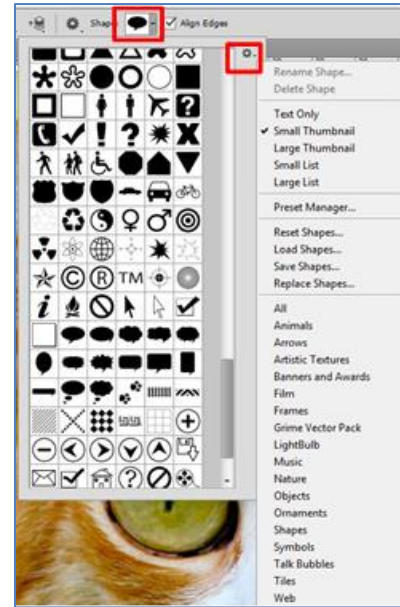 Shape:
Align Edges
Rename Shape...
Delete Shape
Text Only
Small Thumbnail
Large Thumbnail
Small List
Large List
Preset Manager...
Reset Shapes...
Load Shapes...
Save Shapes...
Replace Shapes...
All
Animals
Arrows
Artistic Textures
Banners and Awards
Film
Frames
Grime Vector Pack
LightBulb
Music
Nature
Objects
Ornaments
Shapes
Symbols
Talk Bubbles
Tiles
Web